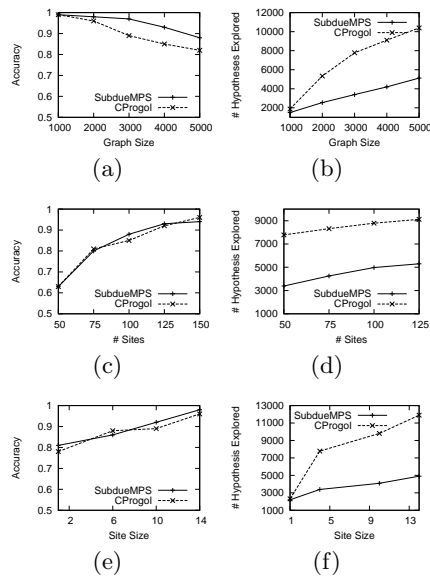 1
0.9
0.8
0.7
0.6
0.5
1000 2000 3000 4000 5000
Accuracy
Graph Size
SubdueMPS
CProgol
(a)
12000
10000
8000
6000
4000
2000
1000 2000 3000 4000 5000
# Hypotheses Explored
Graph Size
SubdueMPS
CProgol
(b)
1
0.9
0.8
0.7
0.6
0.5
50 75 100 125 150
Accuracy
# Sites
SubdueMPS
CProgol
(c)
9000
7000
5000
3000
1000
50 75 100 125
# Hypothesis Explored
# Sites
SubdueMPS
CProgol
(d)
1
0.9
0.8
0.7
0.6
0.5
2 6 10 14
Accuracy
Site Size
SubdueMPS
CProgol
(e)
13000
11000
9000
7000
5000
3000
1000
1 5 9 13
# Hypothesis Explored
Site Size
SubdueMPS
CProgol
(f)